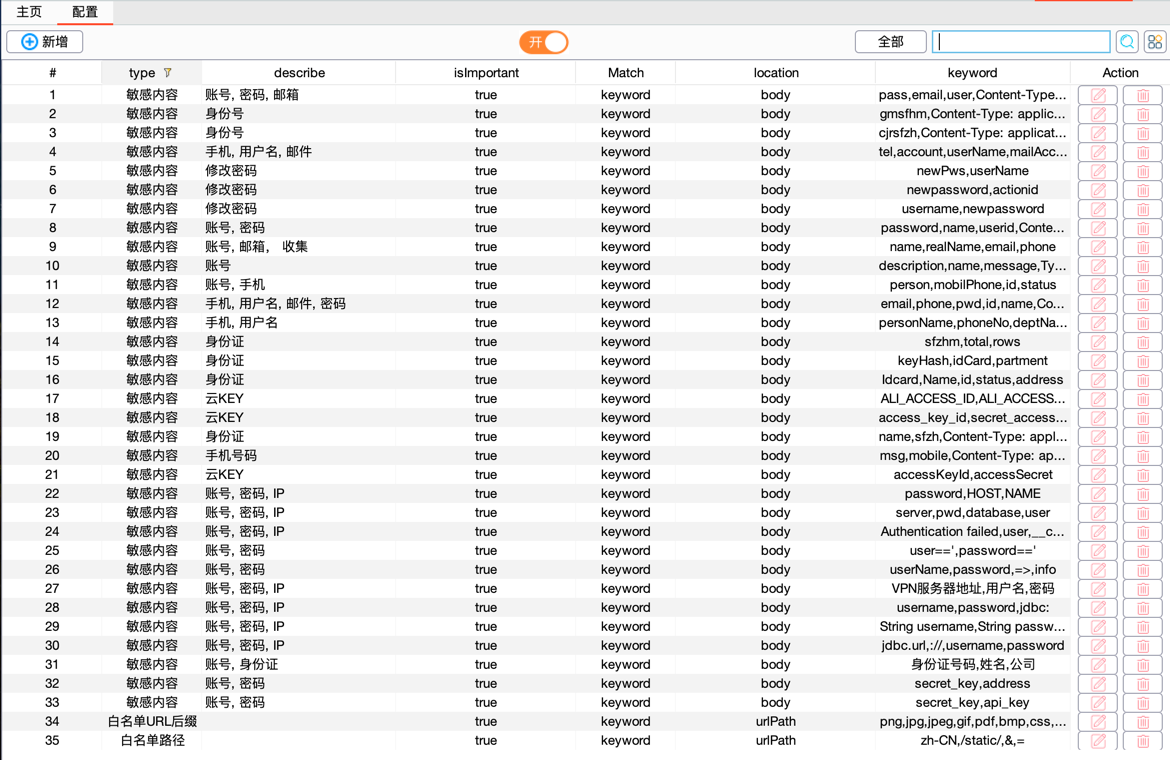 主页 配置
新增 开 全部
# type describe isImportant Match location keyword Action
1 敏感内容 账号, 密码, 邮箱 true keyword body pass,email,user,Content-Type...
2 敏感内容 身份号 true keyword body gmsfhm,Content-Type: applic...
3 敏感内容 身份号 true keyword body cjrsfzh,Content-Type: applicat...
4 敏感内容 手机, 用户名, 邮件 true keyword body tel,account,userName,mailAcc...
5 敏感内容 修改密码 true keyword body newPws,userName
6 敏感内容 修改密码 true keyword body newpassword,actionid
7 敏感内容 修改密码 true keyword body username,newpassword
8 敏感内容 账号, 密码 true keyword body password,name,userid,Conte...
9 敏感内容 账号, 邮箱， 收集 true keyword body name,realName,email,phone
10 敏感内容 账号 true keyword body description,name,message,Ty...
11 敏感内容 账号, 手机 true keyword body person,mobilPhone,id,status
12 敏感内容 手机, 用户名, 邮件, 密码 true keyword body email,phone,pwd,id,name,Co...
13 敏感内容 手机, 用户名 true keyword body personName,phoneNo,deptNa...
14 敏感内容 身份证 true keyword body sfzhm,total,rows
15 敏感内容 身份证 true keyword body keyHash,idCard,partment
16 敏感内容 身份证 true keyword body Idcard,Name,id,status,address
17 敏感内容 云KEY true keyword body ALI_ACCESS_ID,ALI_ACCESS...
18 敏感内容 云KEY true keyword body access_key_id,secret_access...
19 敏感内容 身份证 true keyword body name,sfzh,Content-Type: appl...
20 敏感内容 手机号码 true keyword body msg,mobile,Content-Type: ap...
21 敏感内容 云KEY true keyword body accessKeyId,accessSecret
22 敏感内容 账号, 密码, IP true keyword body password,HOST,NAME
23 敏感内容 账号, 密码, IP true keyword body server,pwd,database,user
24 敏感内容 账号, 密码, IP true keyword body Authentication failed,user,__c...
25 敏感内容 账号, 密码 true keyword body user==',password=='
26 敏感内容 账号, 密码 true keyword body userName,password,=>,info
27 敏感内容 账号, 密码, IP true keyword body VPN服务器地址,用户名,密码
28 敏感内容 账号, 密码, IP true keyword body username,password,jdbc:
29 敏感内容 账号, 密码, IP true keyword body String username,String passw...
30 敏感内容 账号, 密码, IP true keyword body jdbc.url,://,username,password
31 敏感内容 账号, 身份证 true keyword body 身份证号码,姓名,公司
32 敏感内容 账号, 密码 true keyword body secret_key,address
33 敏感内容 账号, 密码 true keyword body secret_key,api_key
34 白名单URL后缀 true keyword urlPath png,jpg,jpeg,gif,pdf,bmp,css,...
35 白名单路径 true keyword urlPath zh-CN,/static/,&,=